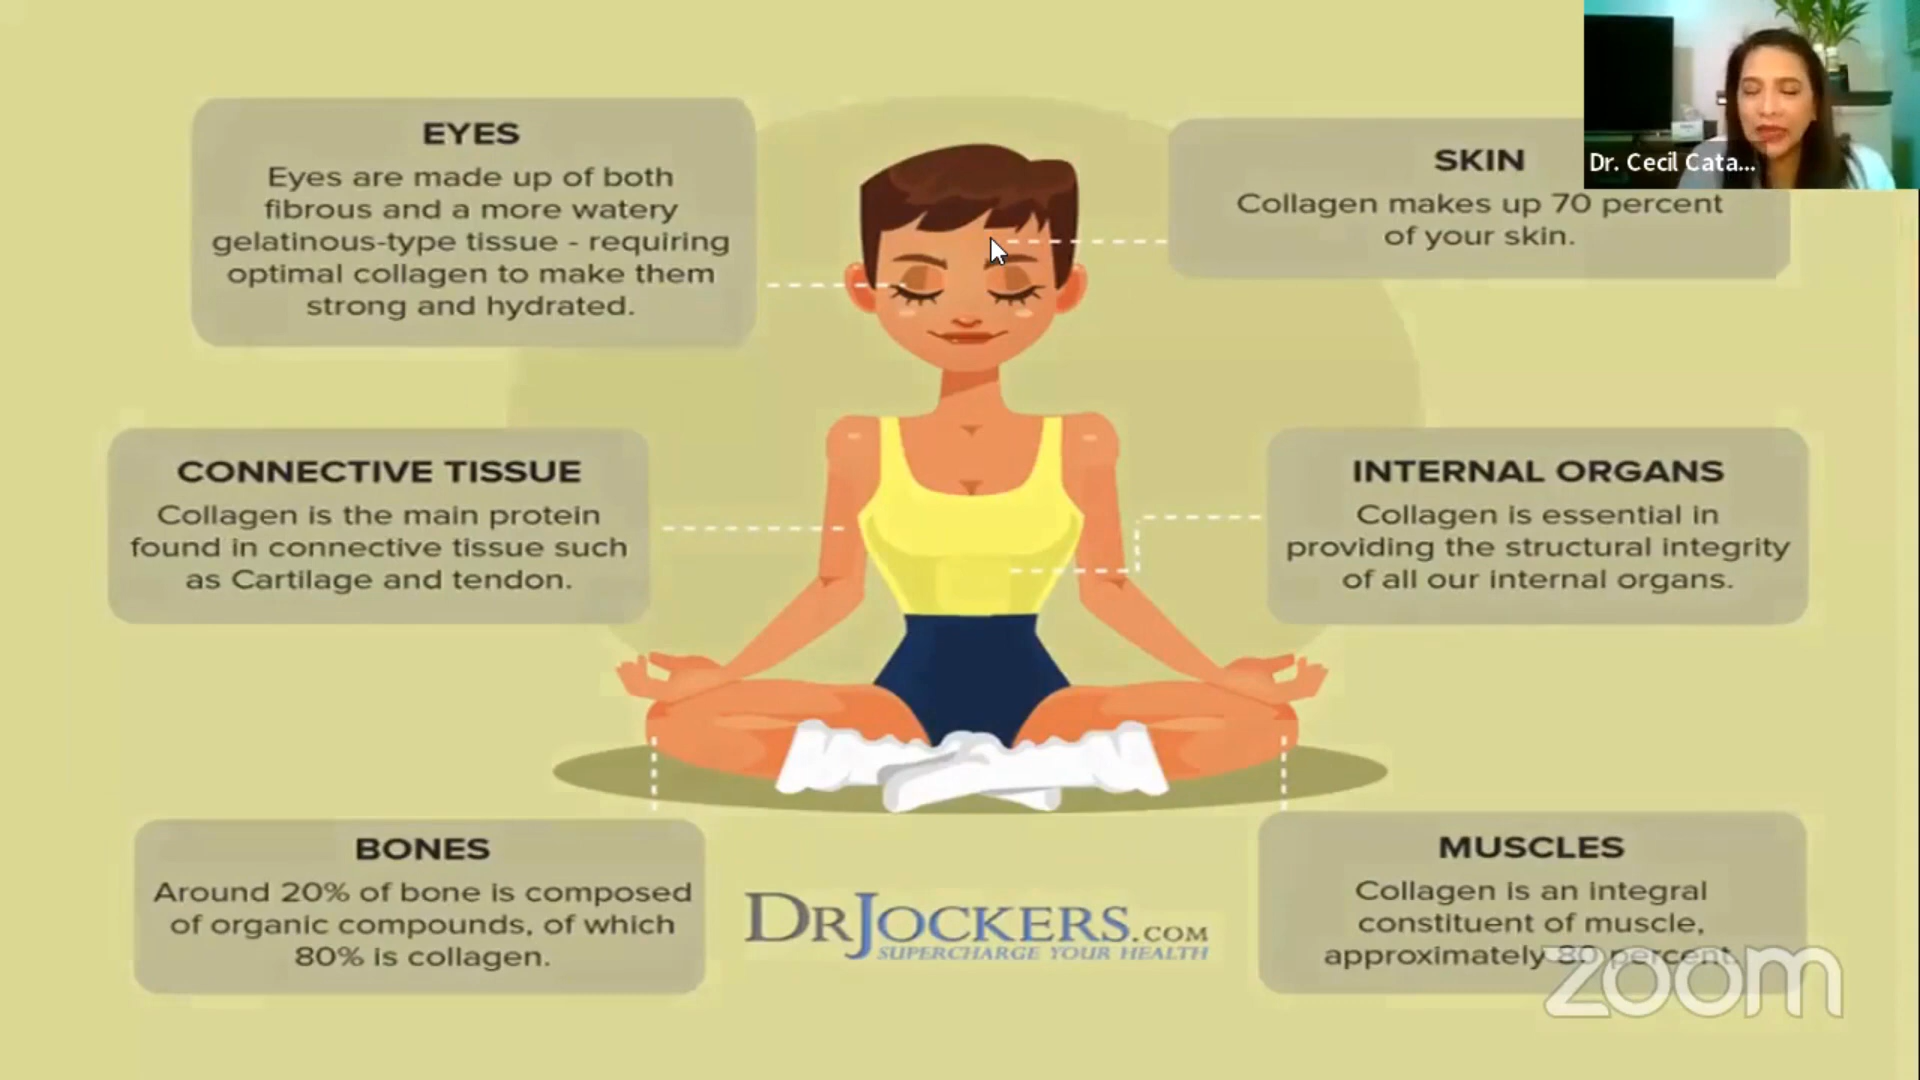 EYES
Eyes are made up of both
fibrous and a more watery
gelatinous-type tissue - requiring
optimal collagen to make them
strong and hydrated.
SKIN
Collagen makes up 70 percent
of your skin.
Dr. Cecil Cata...
CONNECTIVE TISSUE
Collagen is the main protein
found in connective tissue such
as Cartilage and tendon.
INTERNAL ORGANS
Collagen is essential in
providing the structural integrity
of all our internal organs.
BONES
Around 20% of bone is composed
of organic compounds, of which
80% is collagen.
DRJOCKERS.COM
SUPERCHARGE YOUR HEALTH
MUSCLES
Collagen is an integral
constituent of muscle,
approximately percent.
zoom